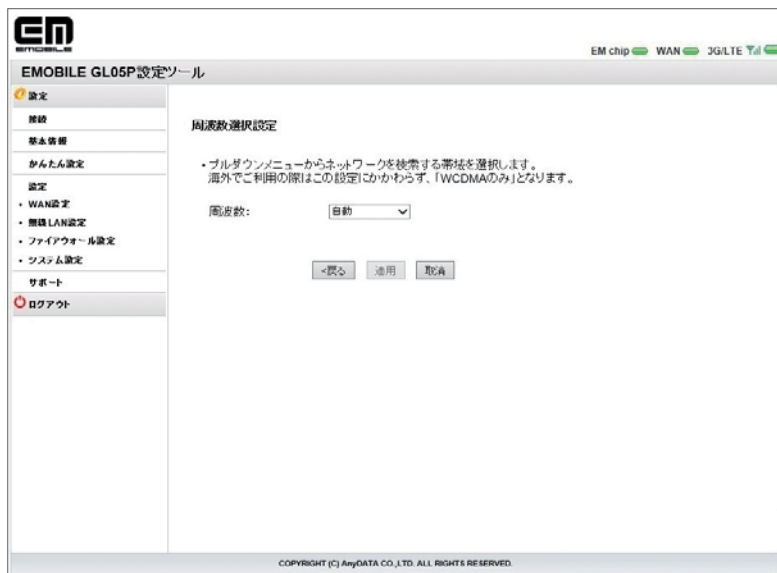 EM
EMOBILE
EM chip WAN 3G/LTE
EMOBILE GL05P設定ツール
設定
接続
基本情報
かんたん設定
設定
・WAN設定
・無線LAN設定
・ファイアウォール設定
・システム設定
サポート
ログアウト
周波数選択設定
・プルダウンメニューからネットワークを検索する帯域を選択します。
海外でご利用の際はこの設定にかかわらず、「WCDMAのみ」となります。
周波数: 自動
<戻る 適用 取消
COPYRIGHT (C) AnyDATA CO.,LTD. ALL RIGHTS RESERVED.